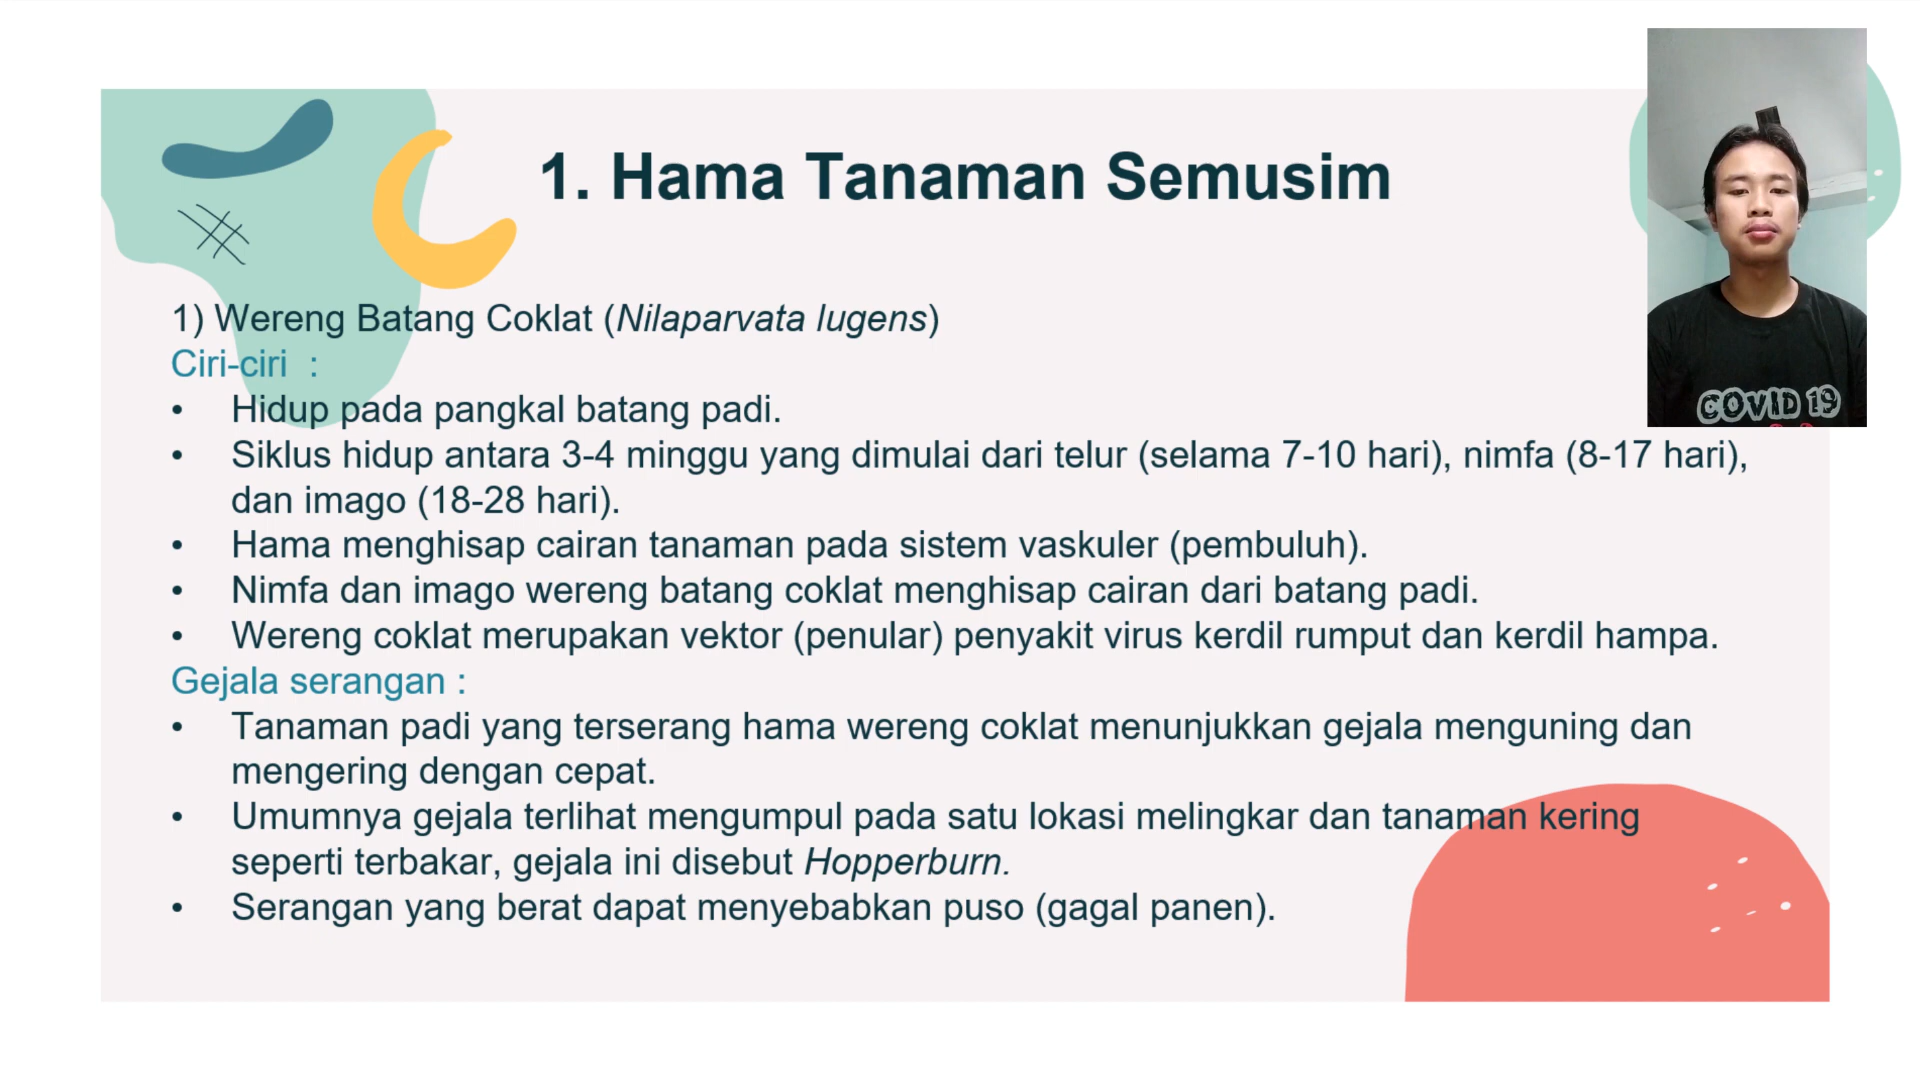 1. Hama Tanaman Semusim
1) Wereng Batang Coklat (Nilaparvata lugens)
Ciri-ciri :
• Hidup pada pangkal batang padi.
• Siklus hidup antara 3-4 minggu yang dimulai dari telur (selama 7-10 hari), nimfa (8-17 hari),
dan imago (18-28 hari).
• Hama menghisap cairan tanaman pada sistem vaskuler (pembuluh).
• Nimfa dan imago wereng batang coklat menghisap cairan dari batang padi.
• Wereng coklat merupakan vektor (penular) penyakit virus kerdil rumput dan kerdil hampa.
Gejala serangan :
• Tanaman padi yang terserang hama wereng coklat menunjukkan gejala menguning dan
mengering dengan cepat.
• Umumnya gejala terlihat mengumpul pada satu lokasi melingkar dan tanaman kering
seperti terbakar, gejala ini disebut Hopperburn.
• Serangan yang berat dapat menyebabkan puso (gagal panen).
COVID 19